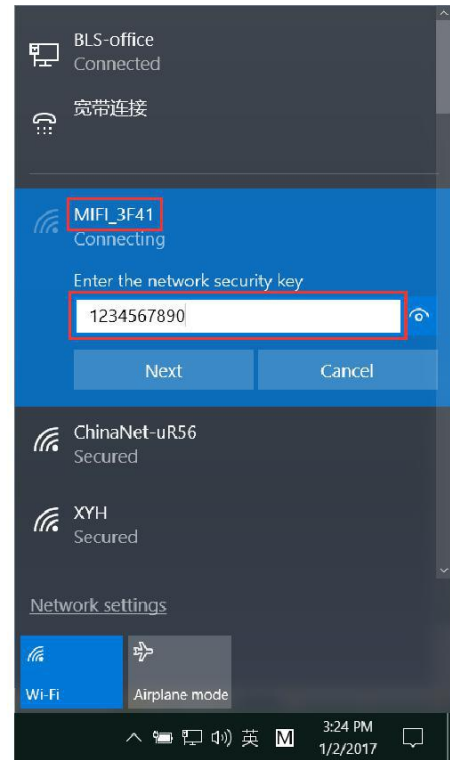 BLS-office
Connected
宽带连接
MIFI_3F41
Connecting
Enter the network security key
1234567890
Next
Cancel
ChinaNet-uR56
Secured
XYH
Secured
Network settings
Wi-Fi
Airplane mode
英
M
3:24 PM
1/2/2017